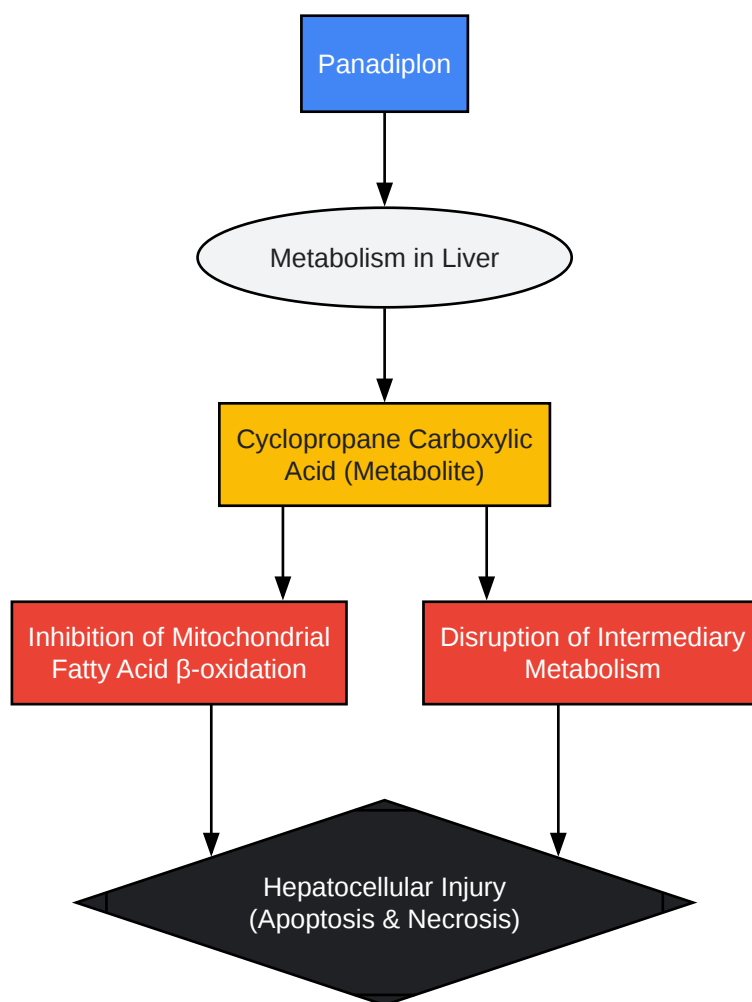 Panadiplon
Metabolism in Liver
Cyclopropane Carboxylic
Acid (Metabolite)
Inhibition of Mitochondrial
Fatty Acid β-oxidation
Disruption of Intermediary
Metabolism
Hepatocellular Injury
(Apoptosis & Necrosis)